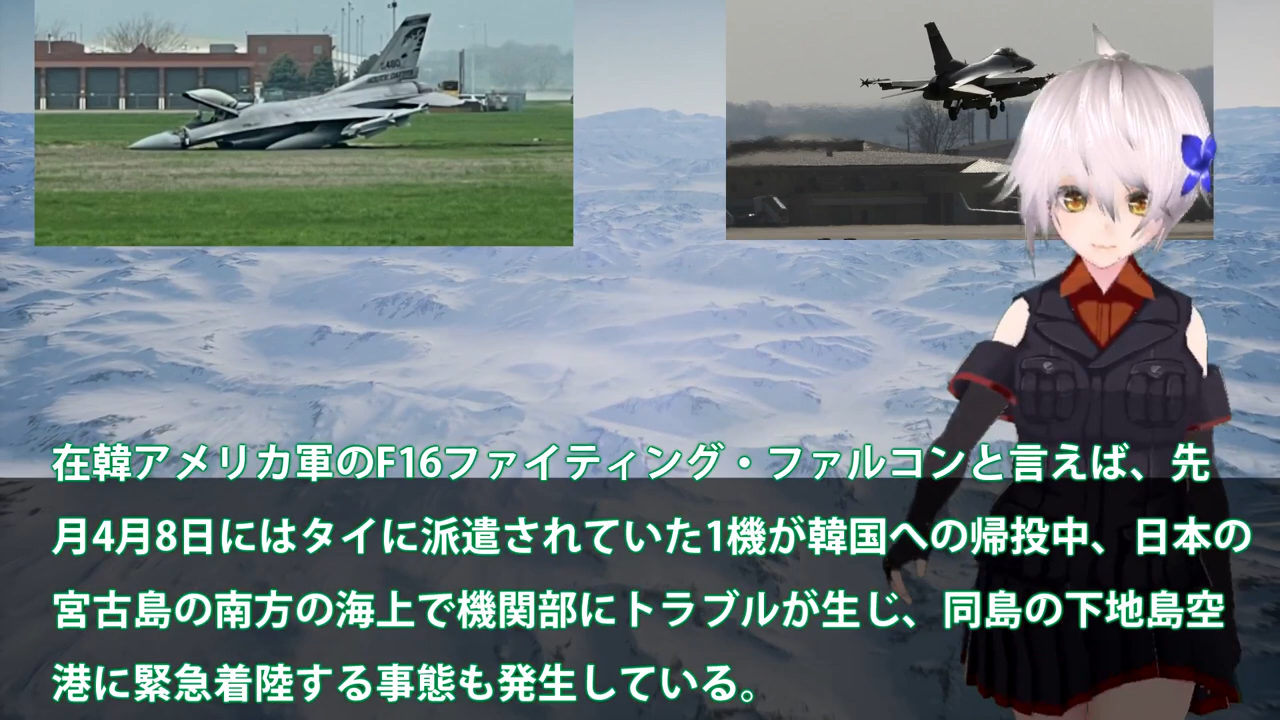 在韓アメリカ軍のF16ファイティング・ファルコンと言えば、先
月4月8日にはタイに派遣されていた1機が韓国への帰投中、日本の
宮古島の南方の海上で機関部にトラブルが生じ、同島の下地島空
港に緊急着陸する事態も発生している。